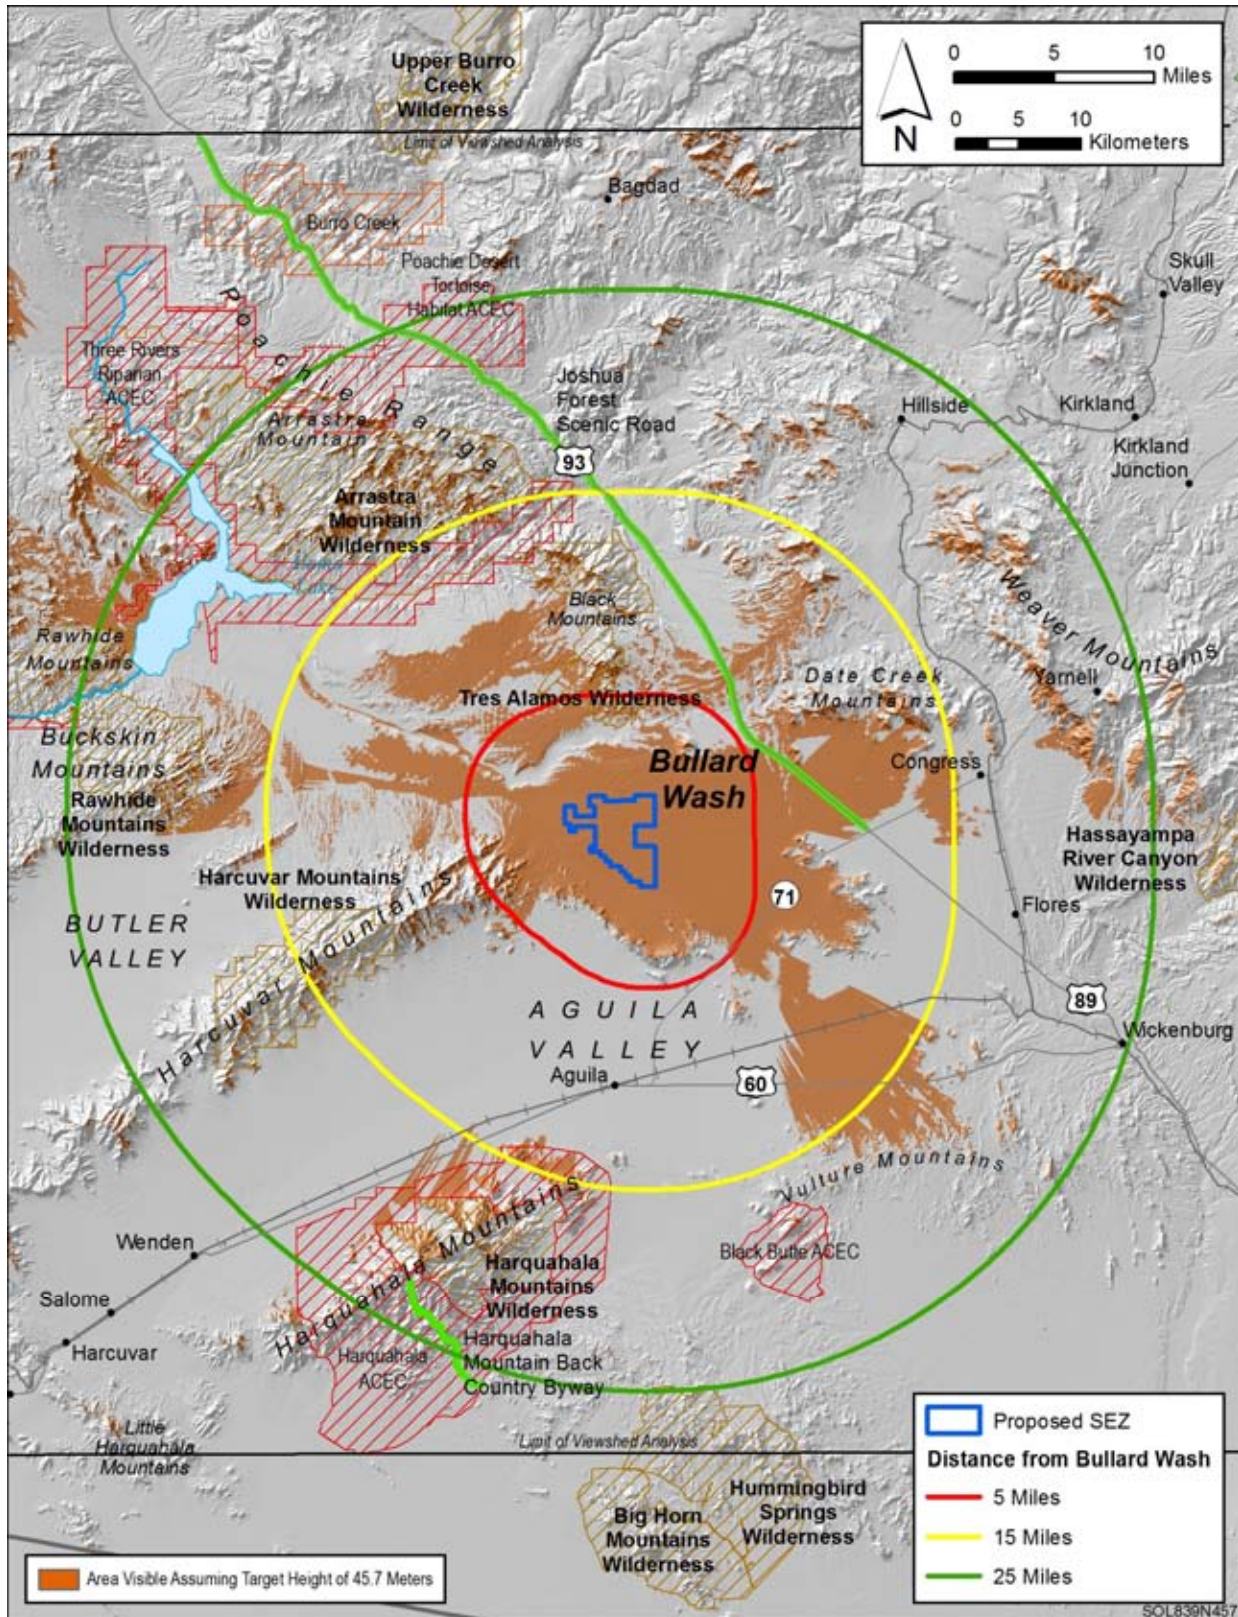 Upper Burro
Creek
Wilderness
Limit of Viewshed Analysis
0 5 10
Miles
0 5 10
Kilometers
N
Bagdad
Burro Creek
Poachie Desert
Tortoise
Habitat ACEC
Skull
Valley
Poachie Range
Three Rivers
Riparian
ACEC
Arrastra
Mountain
Joshua
Forest
Scenic Road
93
Hillside
Kirkland
Kirkland
Junction
Arrastra
Mountain
Wilderness
Lake
Black
Mountains
Weaver Mountains
Rawhide
Mountains
Tres Alamos Wilderness
Date Creek
Mountains
Yarnell
Buckskin
Mountains
Bullard
Wash
Congress
Rawhide
Mountains
Wilderness
Hassayampa
River Canyon
Wilderness
Harcuvar Mountains
Wilderness
71
Flores
BUTLER
VALLEY
Harcuvar Mountains
AGUILA
VALLEY
89
Wickenburg
Aguila
60
Vulture Mountains
Wenden
Harquahala Mountains
Harquahala
Mountains
Wilderness
Black Butte ACEC
Salome
Harcuvar
Harquahala
ACEC
Harquahala
Mountain Back
Country Byway
Little
Harquahala
Mountains
Limit of Viewshed Analysis
Hummingbird
Springs
Wilderness
Big Horn
Mountains
Wilderness
Proposed SEZ
Distance from Bullard Wash
5 Miles
15 Miles
25 Miles
Area Visible Assuming Target Height of 45.7 Meters
SOL839N457